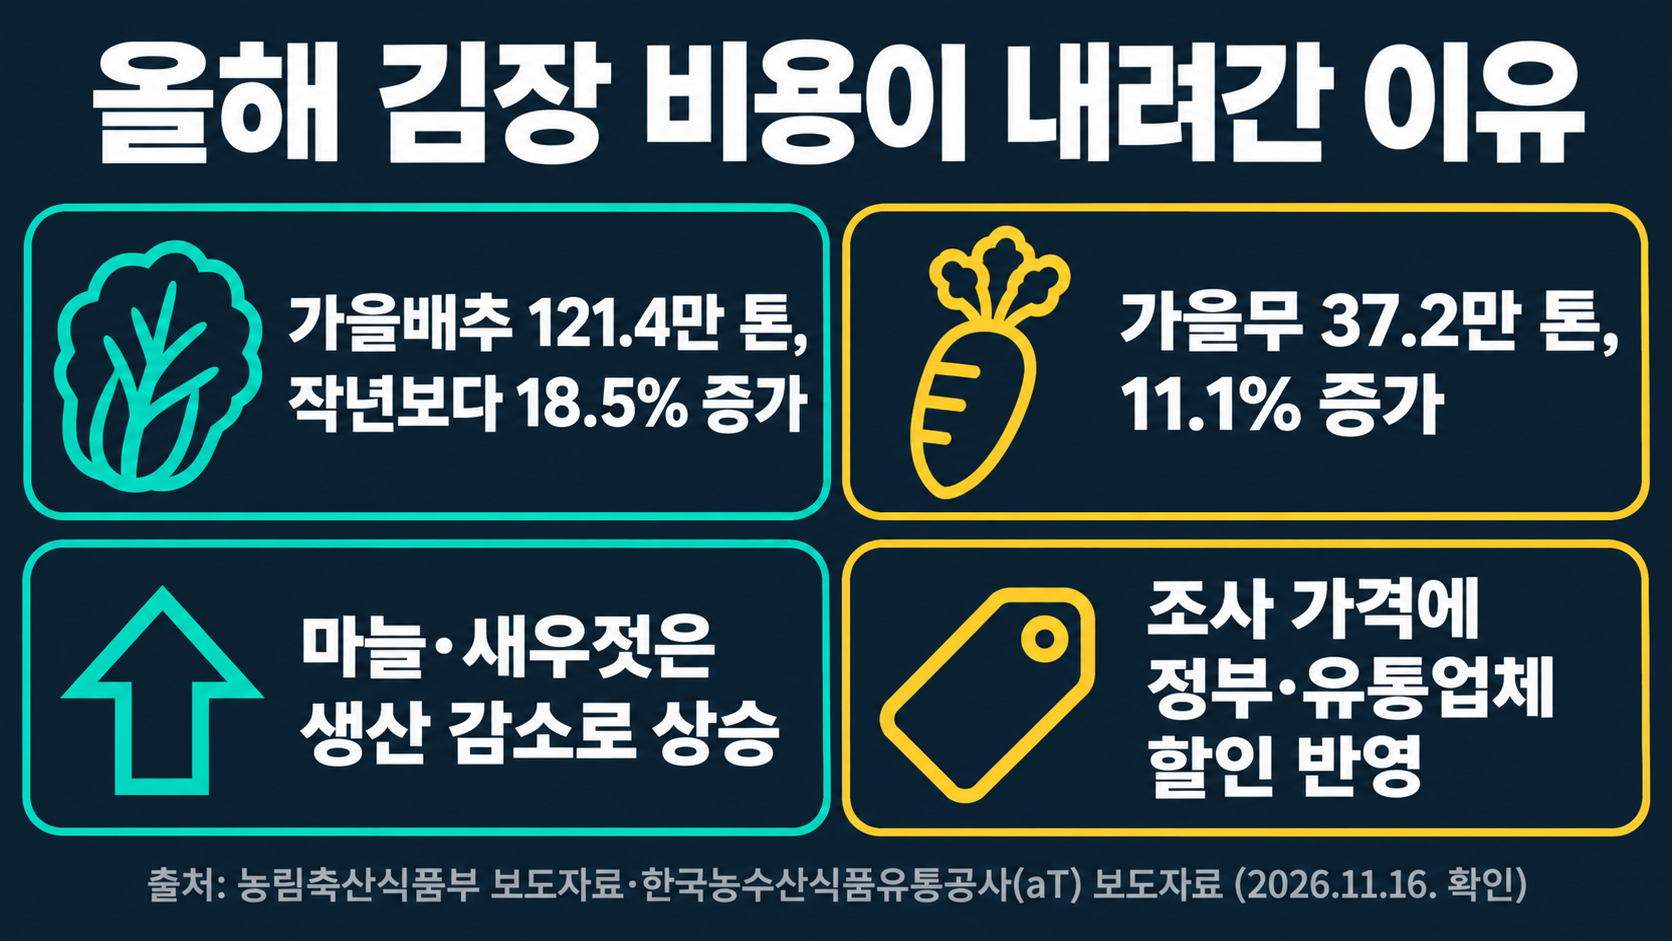 올해 김장 비용이 내려간 이유
가을배추 121.4만 톤,
작년보다 18.5% 증가
가을무 37.2만 톤,
11.1% 증가
마늘·새우젓은
생산 감소로 상승
조사 가격에
정부·유통업체
할인 반영
출처: 농림축산식품부 보도자료·한국농수산식품유통공사(aT) 보도자료 (2026.11.16. 확인)